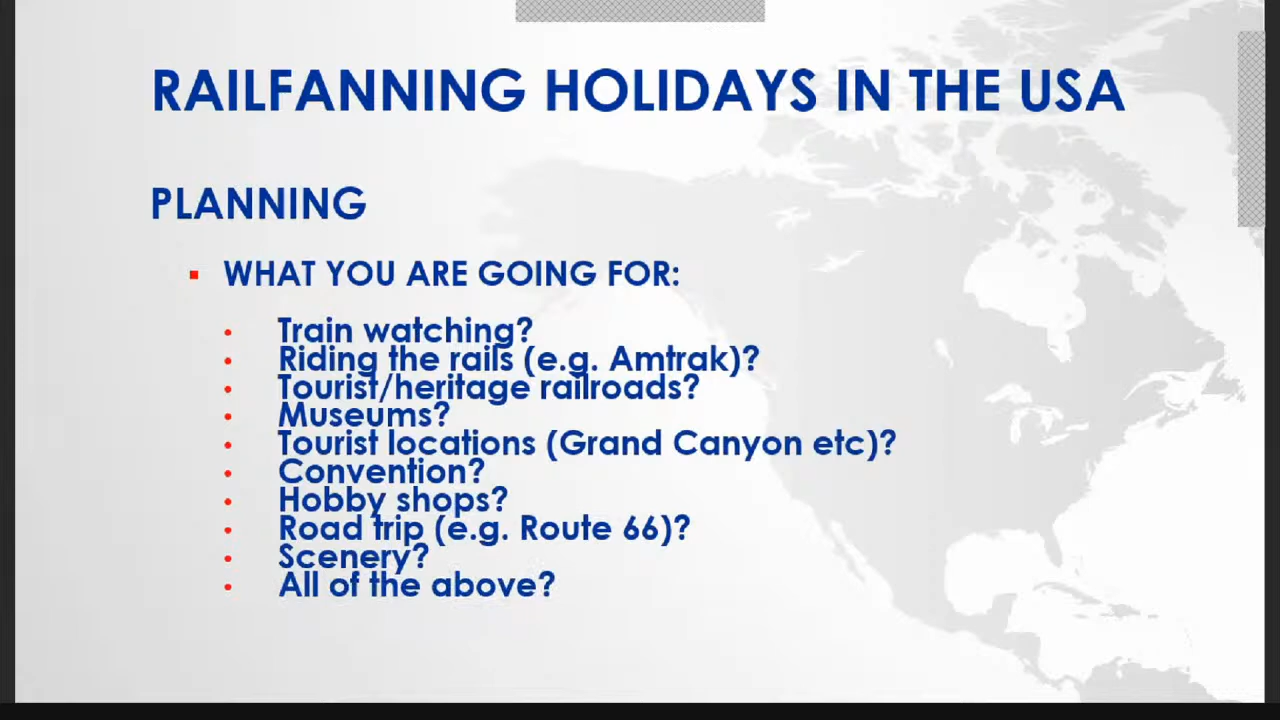 RAILFANNING HOLIDAYS IN THE USA
PLANNING
▪ WHAT YOU ARE GOING FOR:
• Train watching?
• Riding the rails (e.g. Amtrak)?
• Tourist/heritage railroads?
• Museums?
• Tourist locations (Grand Canyon etc)?
• Convention?
• Hobby shops?
• Road trip (e.g. Route 66)?
• Scenery?
• All of the above?